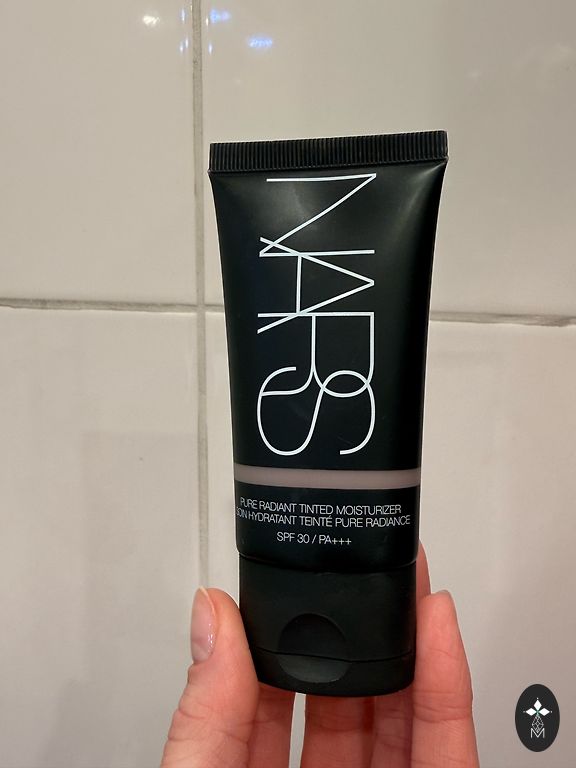 NARS
PURE RADIANT TINTED MOISTURIZER
SOIN HYDRATANT TEINTÉ PURE RADIANCE
SPF 30 / PA+++
M